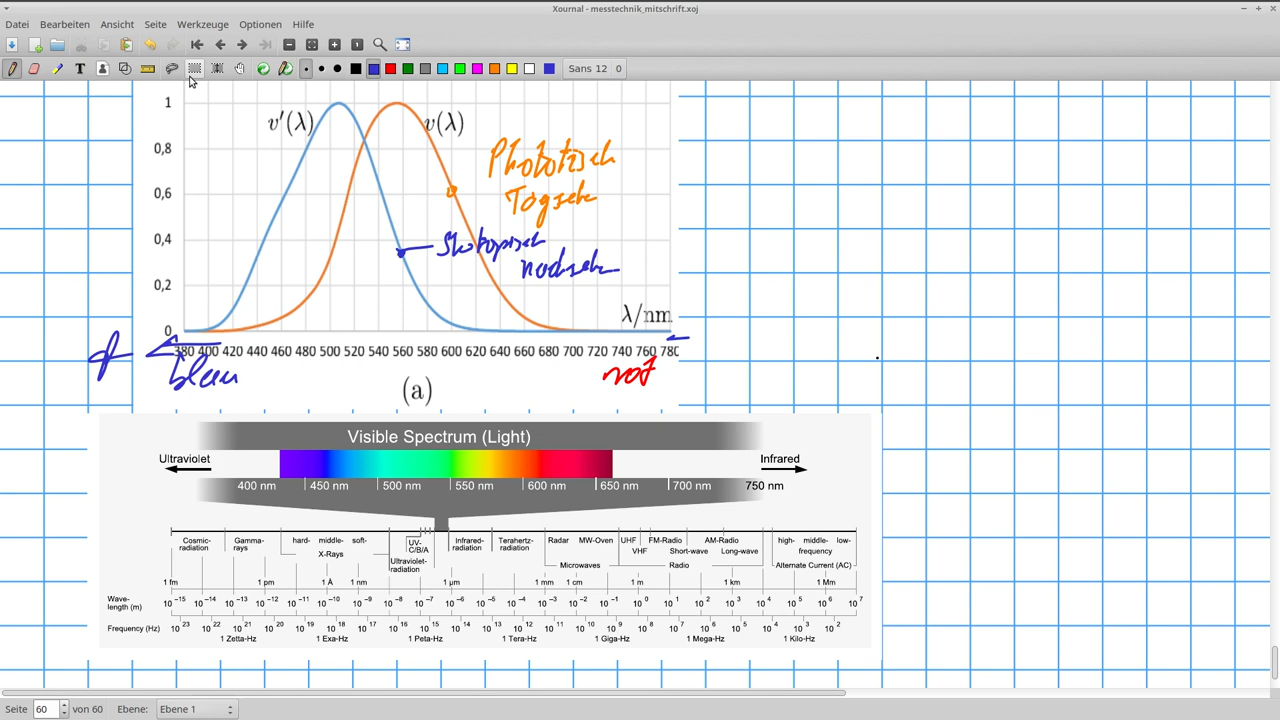 Xournal - messtechnik_mitschrift.xoj
Datei Bearbeiten Ansicht Seite Werkzeuge Optionen Hilfe
Sans 12 0
1
0,8
0,6
0,4
0,2
0
v'(λ) v(λ)
Photopisch
Tagseh
Skotopisch
nachtseh
λ/nm
380 400 420 440 460 480 500 520 540 560 580 600 620 640 660 680 700 720 740 760 780
blau
rot
(a)
Visible Spectrum (Light)
Ultraviolet Infrared
400 nm 450 nm 500 nm 550 nm 600 nm 650 nm 700 nm 750 nm
Cosmic-radiation
Gamma-rays
hard- middle- soft-
X-Rays
UV-C/B/A
Ultraviolet-radiation
Infrared-radiation
Terahertz-radiation
Radar MW-Oven
Microwaves
UHF FM-Radio AM-Radio
VHF Short-wave Long-wave
Radio
high- middle- low-
frequency
Alternate Current (AC)
1 fm 1 pm 1 Å 1 nm 1 µm 1 mm 1 cm 1 m 1 km 1 Mm
Wave-length (m) 10⁻¹⁵ 10⁻¹⁴ 10⁻¹³ 10⁻¹² 10⁻¹¹ 10⁻¹⁰ 10⁻⁹ 10⁻⁸ 10⁻⁷ 10⁻⁶ 10⁻⁵ 10⁻⁴ 10⁻³ 10⁻² 10⁻¹ 10⁰ 10¹ 10² 10³ 10⁴ 10⁵ 10⁶ 10⁷
Frequency (Hz) 10²³ 10²² 10²¹ 10²⁰ 10¹⁹ 10¹⁸ 10¹⁷ 10¹⁶ 10¹⁵ 10¹⁴ 10¹³ 10¹² 10¹¹ 10¹⁰ 10⁹ 10⁸ 10⁷ 10⁶ 10⁵ 10⁴ 10³ 10²
1 Zetta-Hz 1 Exa-Hz 1 Peta-Hz 1 Tera-Hz 1 Giga-Hz 1 Mega-Hz 1 Kilo-Hz
Seite 60 von 60 Ebene: Ebene 1